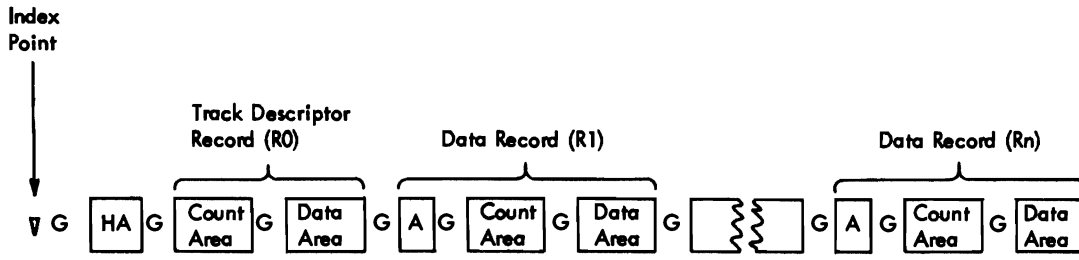 Index
Point
Track Descriptor
Record (R0)
Data Record (R1)
Data Record (Rn)
G HA G Count Area G Data Area G A G Count Area G Data Area G G A G Count Area G Data Area